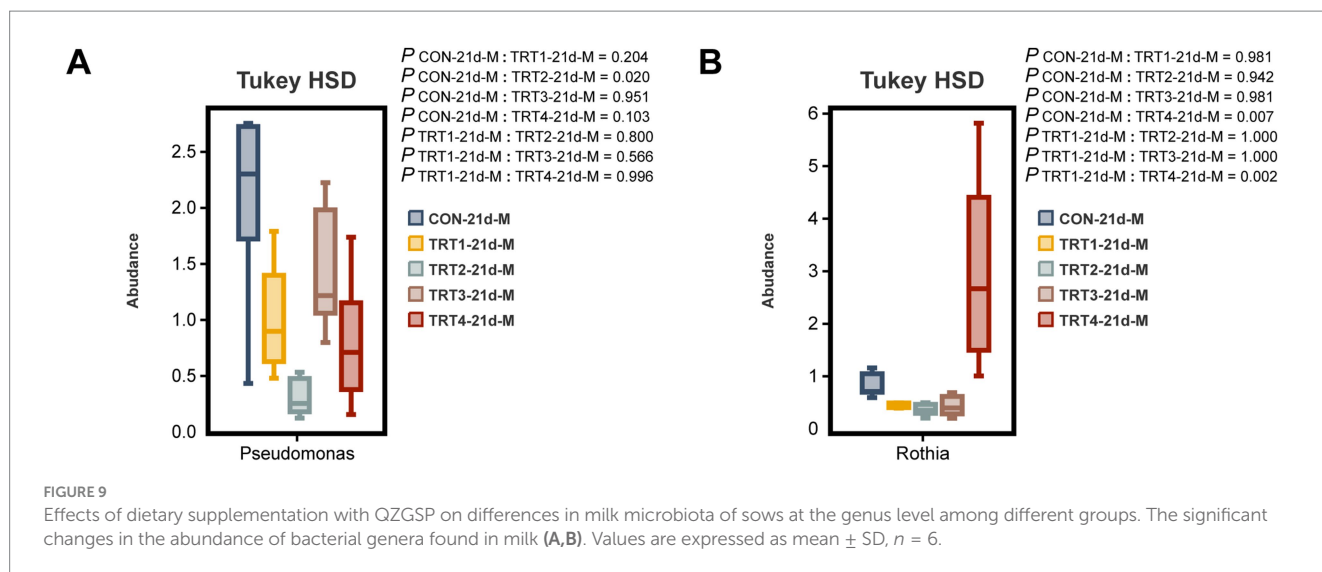 A
Tukey HSD
P CON-21d-M : TRT1-21d-M = 0.204
P CON-21d-M : TRT2-21d-M = 0.020
P CON-21d-M : TRT3-21d-M = 0.951
P CON-21d-M : TRT4-21d-M = 0.103
P TRT1-21d-M : TRT2-21d-M = 0.800
P TRT1-21d-M : TRT3-21d-M = 0.566
P TRT1-21d-M : TRT4-21d-M = 0.996
Abudance
2.5
2.0
1.5
1.0
0.5
0.0
Pseudomonas
CON-21d-M
TRT1-21d-M
TRT2-21d-M
TRT3-21d-M
TRT4-21d-M
B
Tukey HSD
P CON-21d-M : TRT1-21d-M = 0.981
P CON-21d-M : TRT2-21d-M = 0.942
P CON-21d-M : TRT3-21d-M = 0.981
P CON-21d-M : TRT4-21d-M = 0.007
P TRT1-21d-M : TRT2-21d-M = 1.000
P TRT1-21d-M : TRT3-21d-M = 1.000
P TRT1-21d-M : TRT4-21d-M = 0.002
Abudance
6
5
4
3
2
1
0
Rothia
CON-21d-M
TRT1-21d-M
TRT2-21d-M
TRT3-21d-M
TRT4-21d-M
FIGURE 9
Effects of dietary supplementation with QZGSP on differences in milk microbiota of sows at the genus level among different groups. The significant
changes in the abundance of bacterial genera found in milk (A,B). Values are expressed as mean ± SD, n = 6.